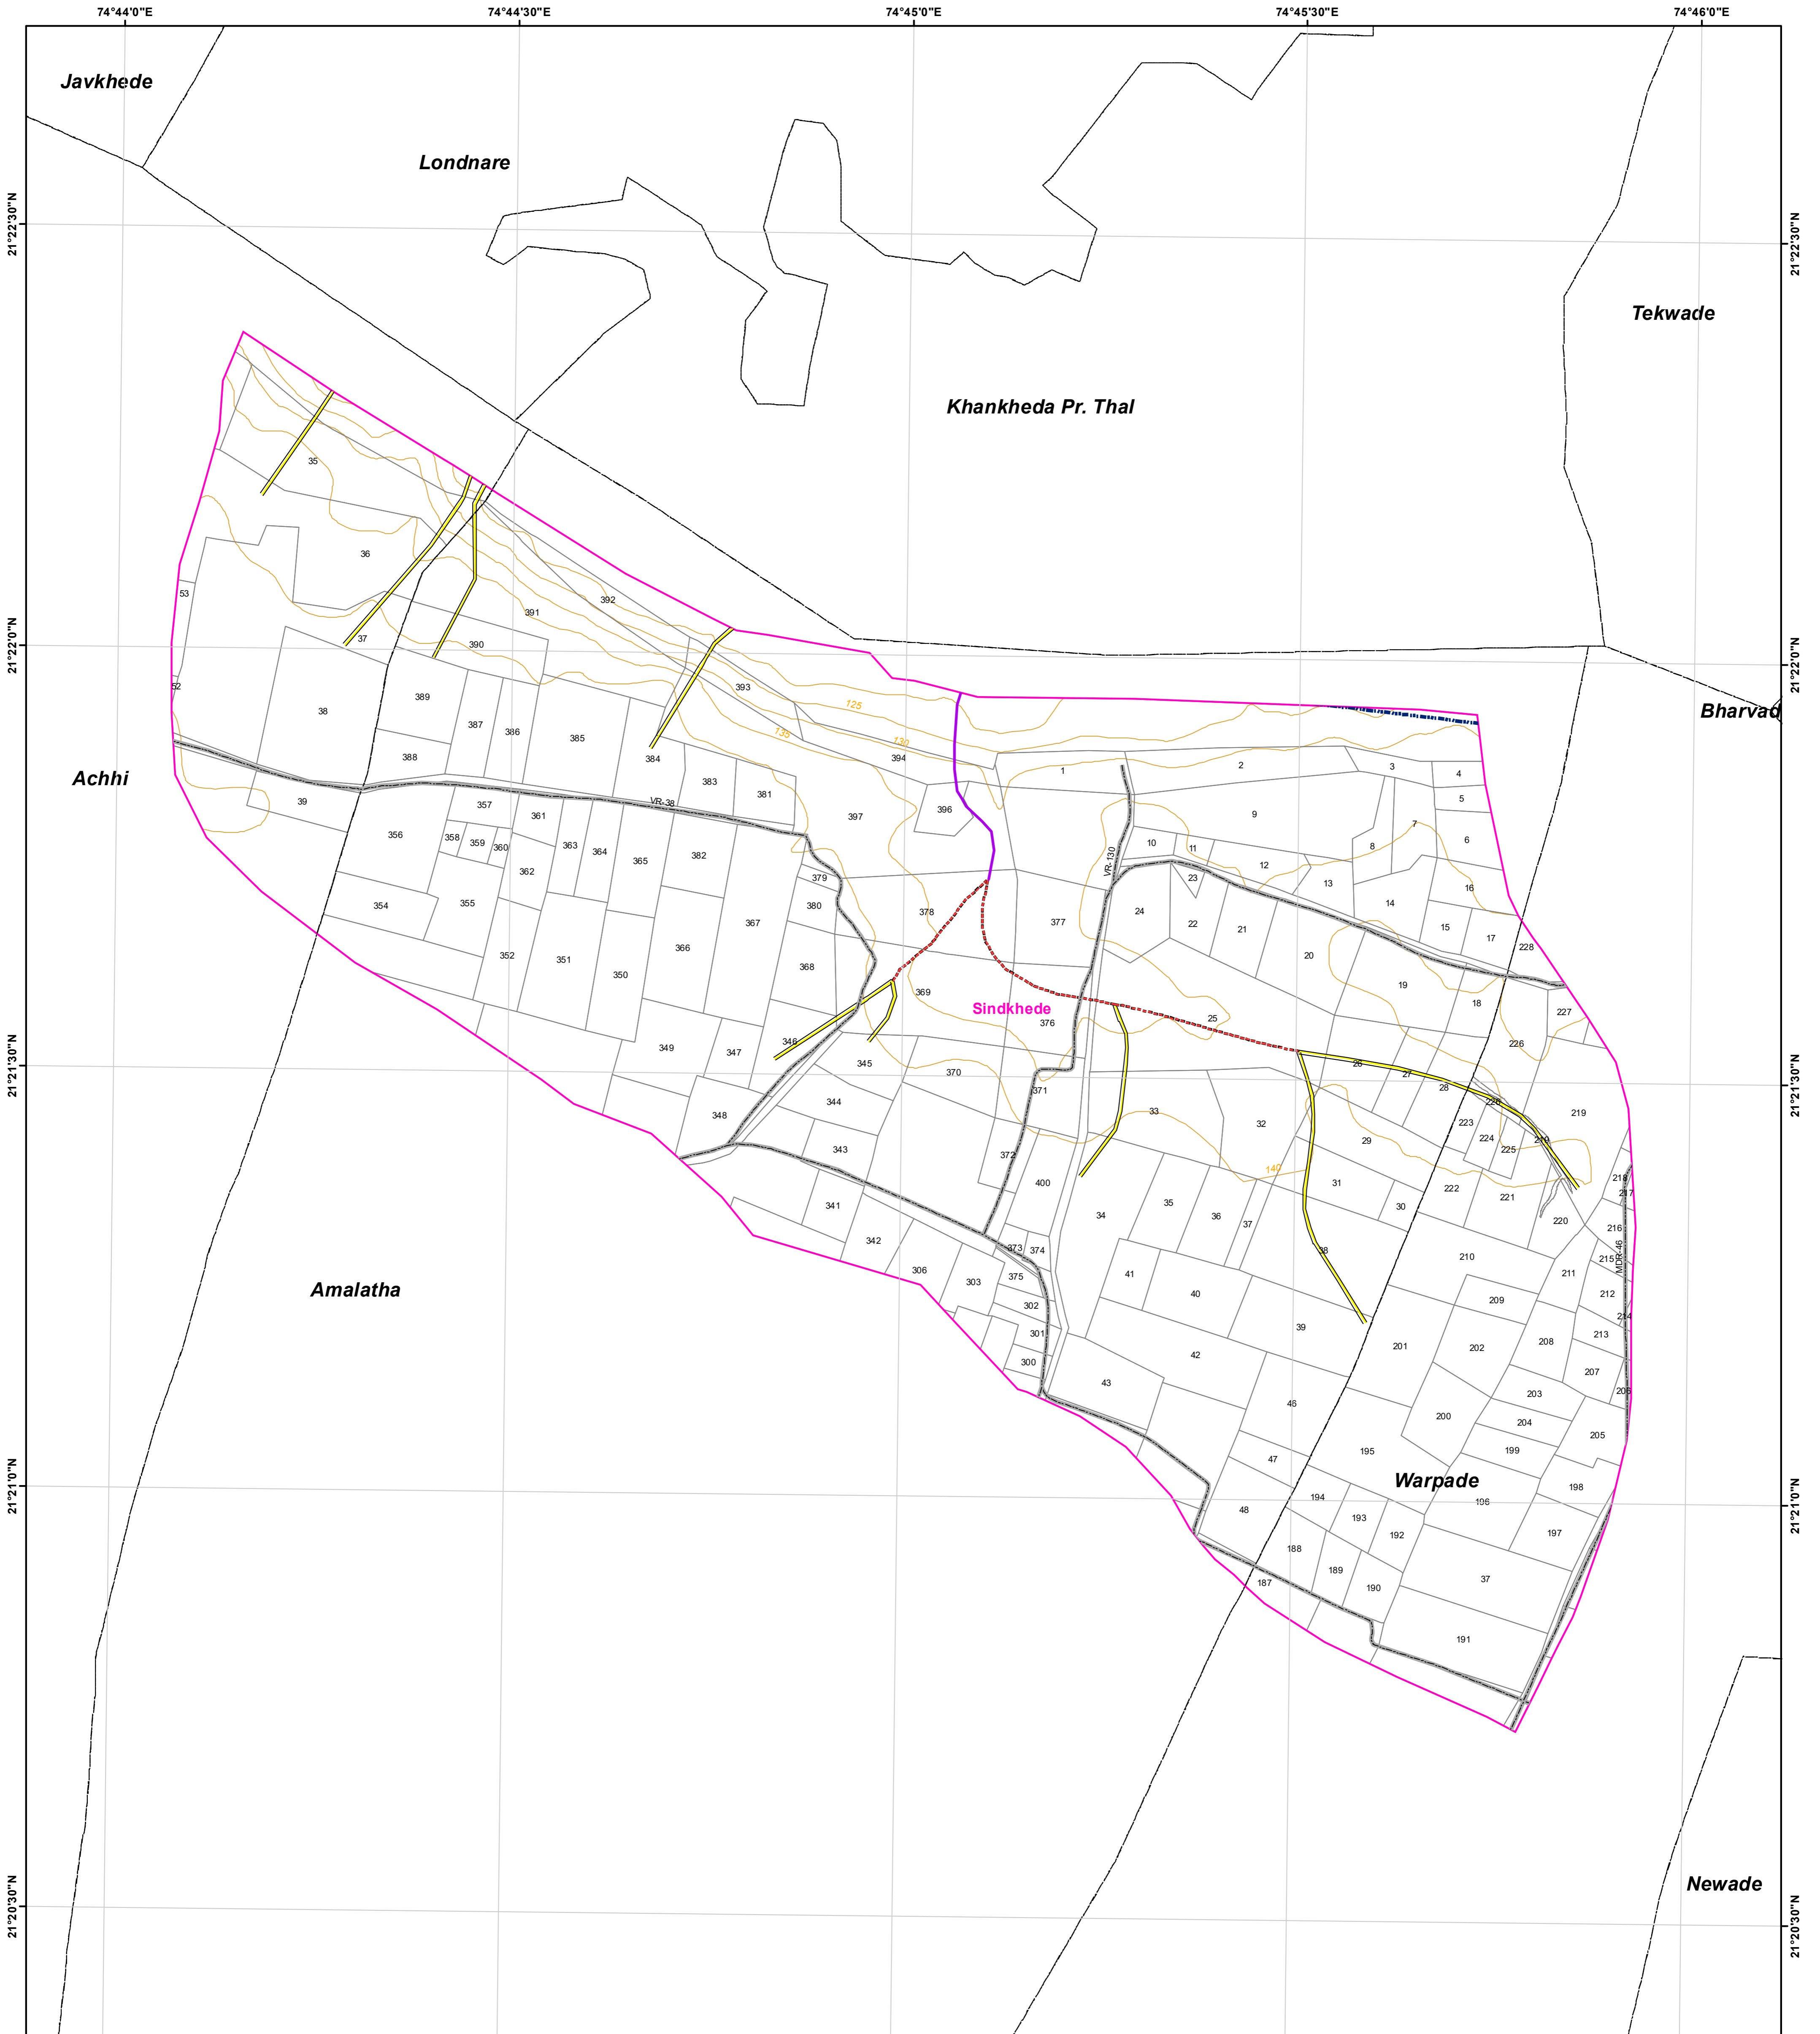 74°44'0"E 74°44'30"E 74°45'0"E 74°45'30"E 74°46'0"E
Javkhede
Londnare
21°22'30"N 21°22'30"N
Tekwade
Khankheda Pr. Thal
35
36
53
392
391
37 390
21°22'0"N 21°22'0"N
52 393
389 38 125 Bharvad
387 386 385 135 130
388 384 394 1 2 3 4
Achhi
383 381 5
39 357 VR-38 396 397 9
361 7 6
356 358 359 360 363 364 365 382 10 11 8
VR-130 12
362 379 23 13 16
354 355 380 378 377 24 14
367 22 21 15 17
366 228
352 351 350 368 20
369 19 18
Sindkhede 227
376 25
346 226
349 347 345 26
21°21'30"N 370 27 21°21'30"N
371 28
344 33 219
348 32 223
29 224
343 225
372 140
400 31 222 218
341 35 30 221 217
34 36 37 220 216
342 373 374 38 210 215 MDR-46
306 303 375 41 211
Amalatha 40 209 212
302 39 214
301 201 208 213
300 42 202
43 207
203 206
46 200 204
195 199 205
47
Warpade
21°21'0"N 194 196 198 21°21'0"N
48 193 197
188 192
187 189 190 37
191
Newade
21°20'30"N 21°20'30"N